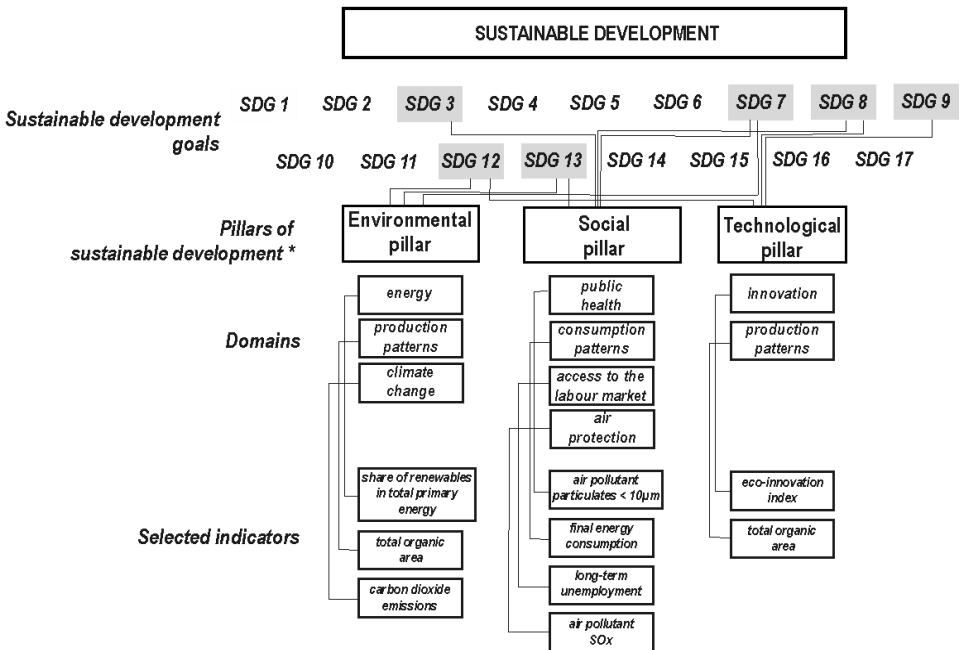 SUSTAINABLE DEVELOPMENT
SDG 1 SDG 2 SDG 3 SDG 4 SDG 5 SDG 6 SDG 7 SDG 8 SDG 9
Sustainable development
goals
SDG 10 SDG 11 SDG 12 SDG 13 SDG 14 SDG 15 SDG 16 SDG 17
Pillars of
sustainable development *
Environmental
pillar
Social
pillar
Technological
pillar
Domains
energy
production
patterns
climate
change
public
health
consumption
patterns
access to the
labour market
air
protection
innovation
production
patterns
Selected indicators
share of renewables
in total primary
energy
total organic
area
carbon dioxide
emissions
air pollutant
particulates < 10µm
final energy
consumption
long-term
unemployment
air pollutant
SOx
eco-innovation
index
total organic
area